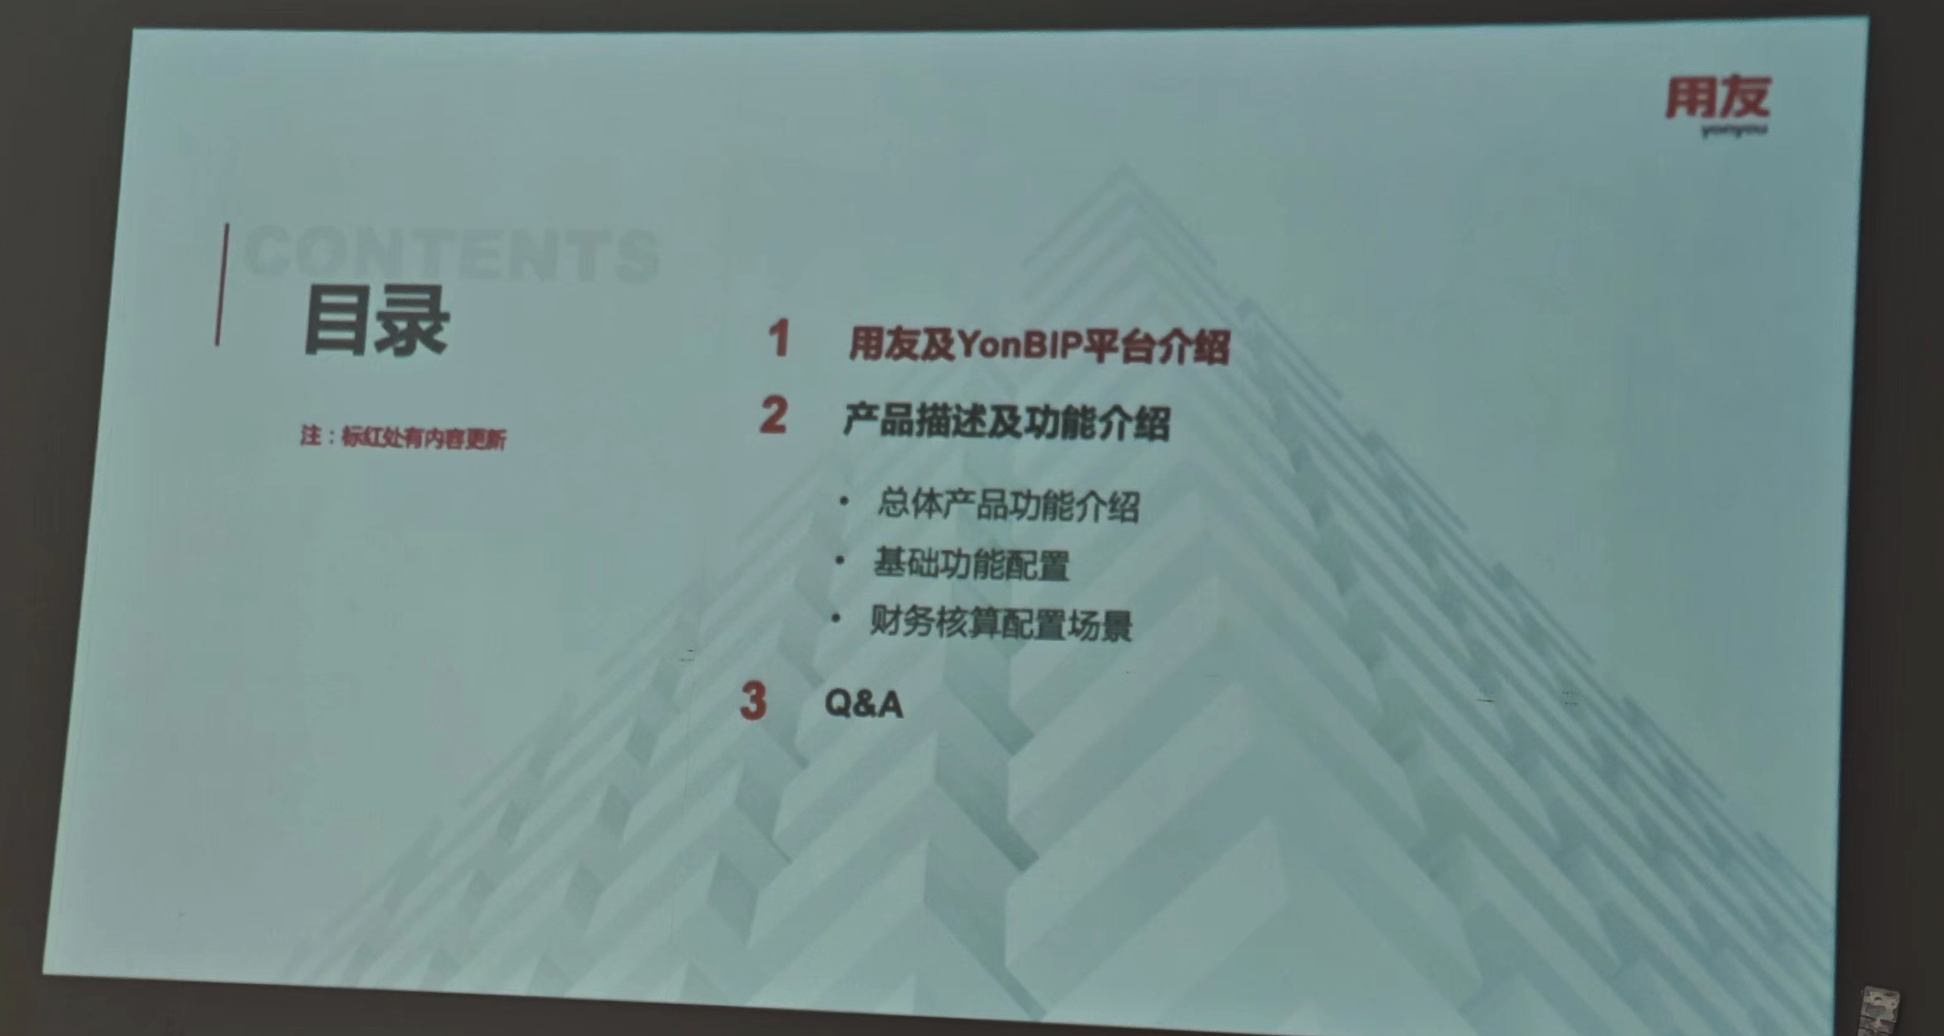 用友
yonyou
CONTENTS
目录
注：标红处有内容更新
1 用友及YonBIP平台介绍
2 产品描述及功能介绍
• 总体产品功能介绍
• 基础功能配置
• 财务核算配置场景
3 Q&A